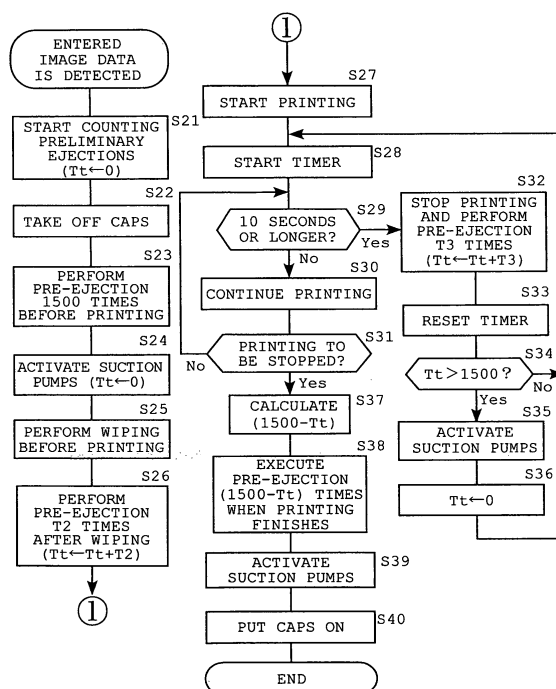 ENTERED
IMAGE DATA
IS DETECTED
S21
START COUNTING
PRELIMINARY
EJECTIONS
(Tt←0)
S22
TAKE OFF CAPS
S23
PERFORM
PRE-EJECTION
1500 TIMES
BEFORE PRINTING
S24
ACTIVATE SUCTION
PUMPS (Tt←0)
S25
PERFORM WIPING
BEFORE PRINTING
S26
PERFORM
PRE-EJECTION
T2 TIMES
AFTER WIPING
(Tt←Tt+T2)
1
1
S27
START PRINTING
S28
START TIMER
S29
10 SECONDS
OR LONGER?
Yes
No
S30
CONTINUE PRINTING
S31
PRINTING TO
BE STOPPED?
No
Yes
S37
CALCULATE
(1500-Tt)
S38
EXECUTE
PRE-EJECTION
(1500-Tt) TIMES
WHEN PRINTING
FINISHES
S39
ACTIVATE
SUCTION PUMPS
S40
PUT CAPS ON
END
S32
STOP PRINTING
AND PERFORM
PRE-EJECTION
T3 TIMES
(Tt←Tt+T3)
S33
RESET TIMER
S34
Tt>1500?
No
Yes
S35
ACTIVATE
SUCTION PUMPS
S36
Tt←0